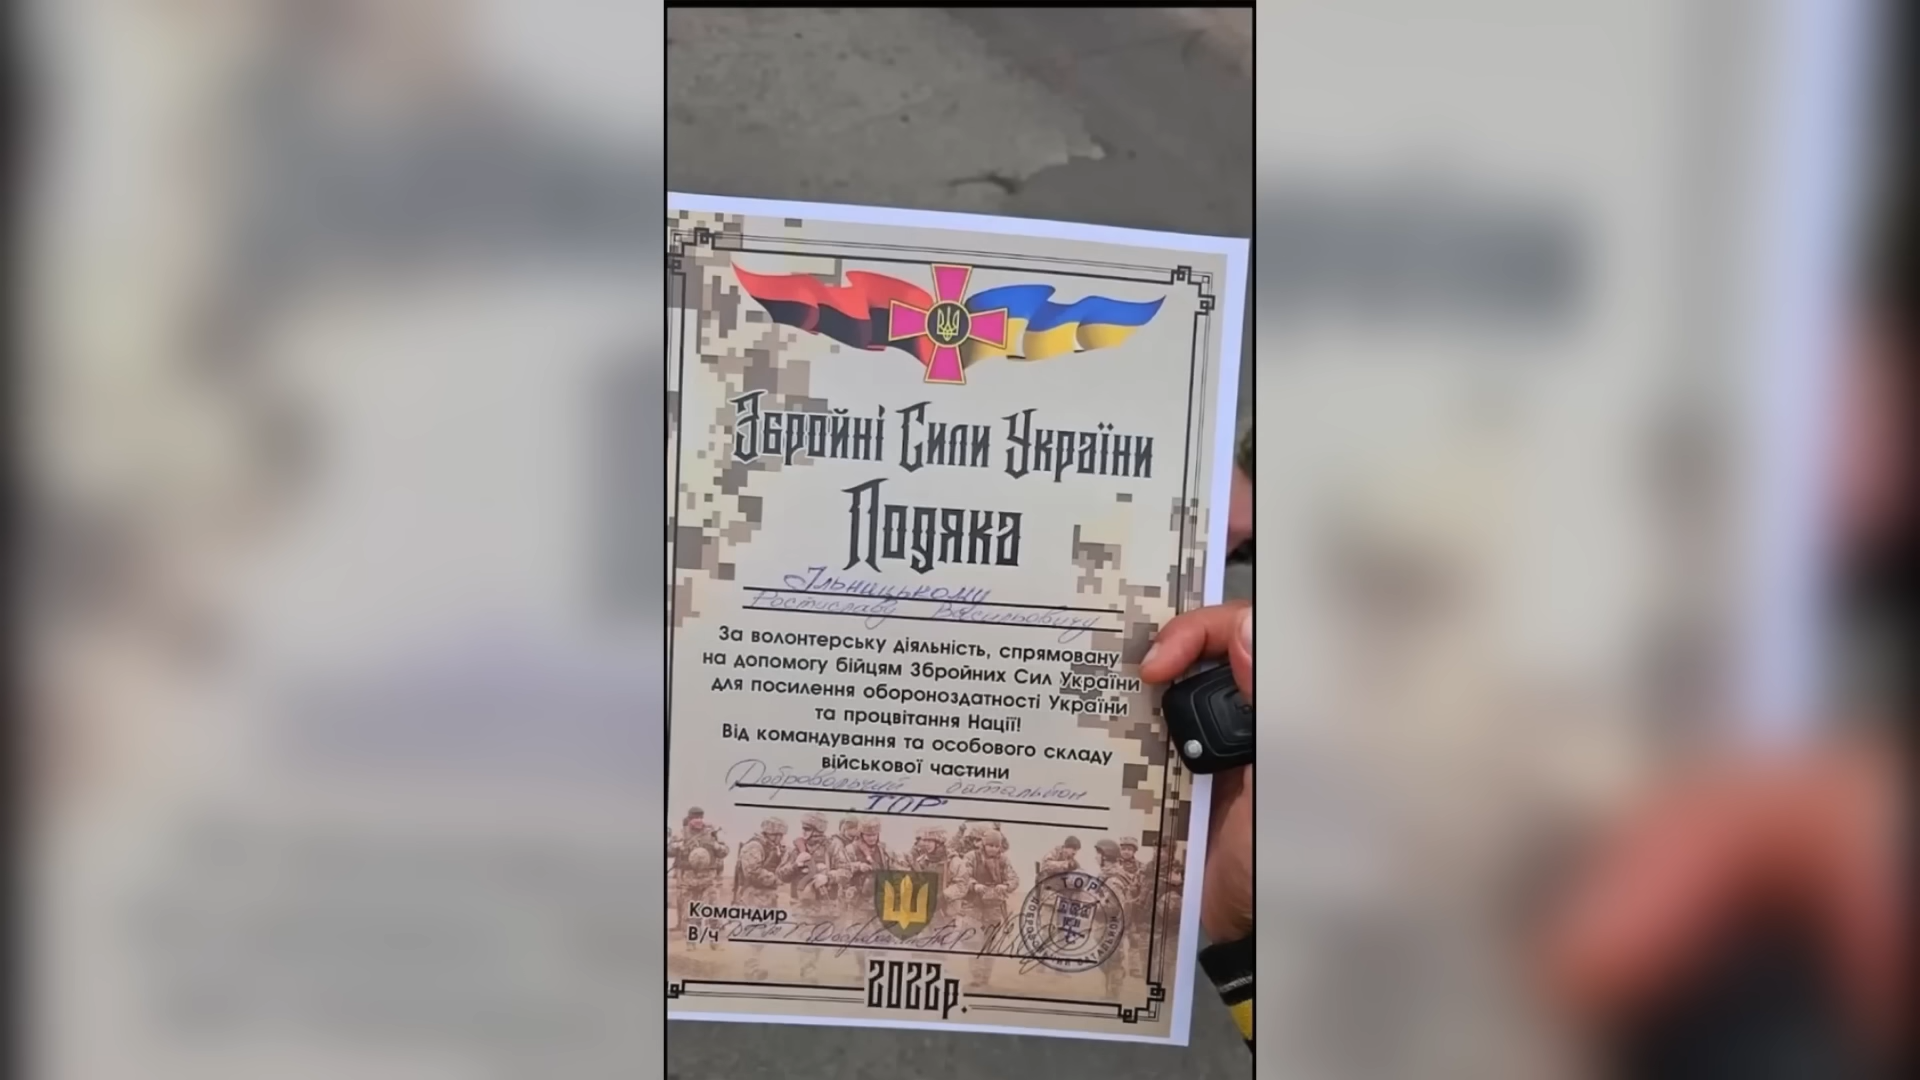 Збройні Сили України
Подяка
Ільницькому
Ростиславу Васильовичу
За волонтерську діяльність, спрямовану
на допомогу бійцям Збройних Сил України
для посилення обороноздатності України
та процвітання Нації!
Від командування та особового складу
військової частини
Добровольчий батальйон
"ТОР"
Командир
В/ч
ТОР
2022р.